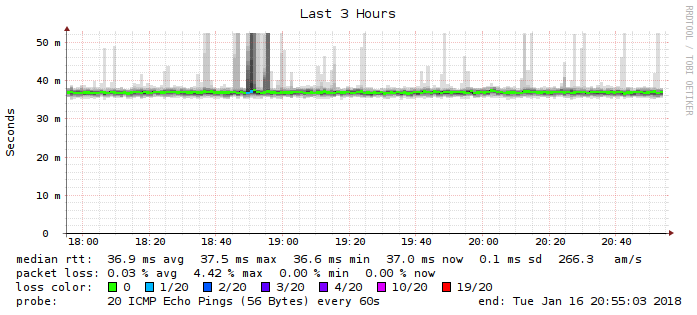 Last 3 Hours
RRDTOOL / TOBI OETIKER
Seconds
50 m
40 m
30 m
20 m
10 m
0
18:00 18:20 18:40 19:00 19:20 19:40 20:00 20:20 20:40
median rtt: 36.9 ms avg 37.5 ms max 36.6 ms min 37.0 ms now 0.1 ms sd 266.3 am/s
packet loss: 0.03 % avg 4.42 % max 0.00 % min 0.00 % now
loss color: 0 1/20 2/20 3/20 4/20 10/20 19/20
probe: 20 ICMP Echo Pings (56 Bytes) every 60s end: Tue Jan 16 20:55:03 2018